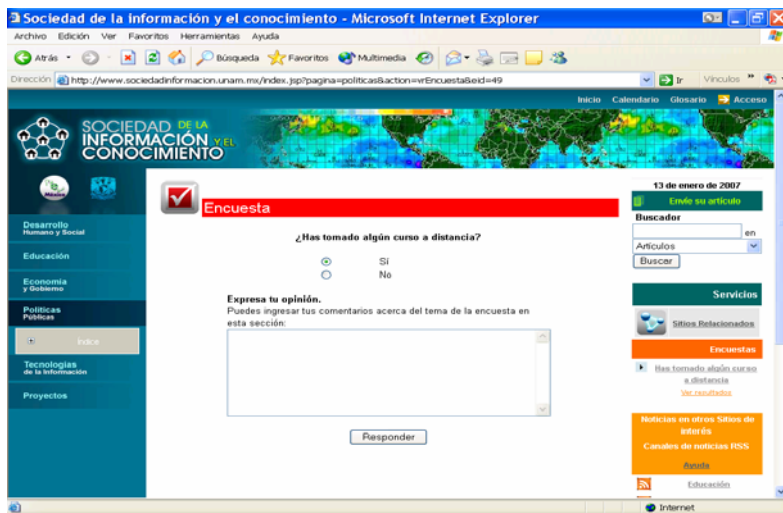 Sociedad de la información y el conocimiento - Microsoft Internet Explorer
Archivo Edición Ver Favoritos Herramientas Ayuda
Atrás Búsqueda Favoritos Multimedia
Dirección http://www.sociedadinformacion.unam.mx/index.jsp?pagina=politicas&action=vrEncuesta&eid=49 Ir Vínculos »
Inicio Calendario Glosario Acceso
SOCIEDAD DE LA
INFORMACIÓN Y EL
CONOCIMIENTO
13 de enero de 2007
Envíe su artículo
Buscador
en
Artículos
Buscar
Servicios
Sitios Relacionados
Encuestas
Has tomado algún curso
a distancia
Ver resultados
Noticias en otros Sitios de
interés
Canales de noticias RSS
Ayuda
Educación
Desarrollo
Humano y Social
Educación
Economía
y Gobierno
Políticas
Públicas
Indice
Tecnologías
de la Información
Proyectos
Encuesta
¿Has tomado algún curso a distancia?
Sí
No
Expresa tu opinión.
Puedes ingresar tus comentarios acerca del tema de la encuesta en
esta sección:
Responder
Internet